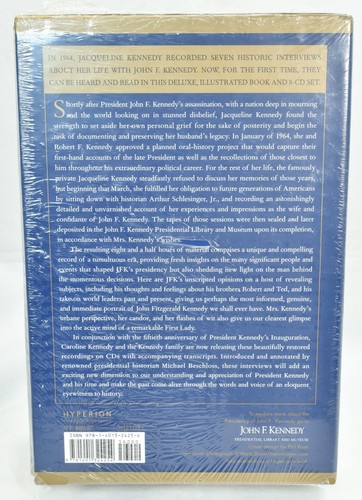 IN 1964, JACQUELINE KENNEDY RECORDED SEVEN HISTORIC INTERVIEWS
ABOUT HER LIFE WITH JOHN F. KENNEDY. NOW, FOR THE FIRST TIME, THEY
CAN BE HEARD AND READ IN THIS DELUXE, ILLUSTRATED BOOK AND 8-CD SET.
Shortly after President John F. Kennedy's assassination, with a nation deep in mourning
and the world looking on in stunned disbelief, Jacqueline Kennedy found
the strength to set aside her own personal grief for the sake of posterity and begin the
task of documenting and preserving her husband's legacy. In January of 1964, she and
Robert F. Kennedy approved a planned oral-history project that would capture
their first-hand accounts of the late President as well as the recollections of those closest to
him throughout his extraordinary political career. For the rest of her life, the famously
private Jacqueline Kennedy steadfastly refused to discuss her memories of those years,
but beginning that March, she fulfilled her obligation to future generations of Americans
by sitting down with historian Arthur Schlesinger, Jr., and recording an astonishingly
detailed and unvarnished account of her experiences and impressions as the wife and
confidante of John F. Kennedy. The tapes of those sessions were then sealed and later
deposited in the John F. Kennedy Presidential Library and Museum upon its completion,
in accordance with Mrs. Kennedy's wishes.
The resulting eight and a half hours of material comprises a unique and compelling
record of a tumultuous era, providing fresh insights on the many significant people and
events that shaped JFK's presidency but also shedding new light on the man behind
the momentous decisions. Here are JFK's unscripted opinions on a host of revealing
subjects, including his thoughts and feelings about his brothers Robert and Ted, and his
take on world leaders past and present, giving us perhaps the most informed, genuine,
and immediate portrait of John Fitzgerald Kennedy we shall ever have. Mrs. Kennedy's
urbane perspective, her candor, and her flashes of wit also give us our clearest glimpse
into the active mind of a remarkable First Lady.
In conjunction with the fiftieth anniversary of President Kennedy's Inauguration,
Caroline Kennedy and the Kennedy family are now releasing these beautifully restored
recordings on CDs with accompanying transcripts. Introduced and annotated by
renowned presidential historian Michael Beschloss, these interviews will add an
exciting new dimension to our understanding and appreciation of President Kennedy
and his time and make the past come alive through the words and voice of an eloquent
eyewitness to history.
HYPERION
ISBN 978-1-4013-2425-4
JOHN F. KENNEDY
PRESIDENTIAL LIBRARY AND MUSEUM